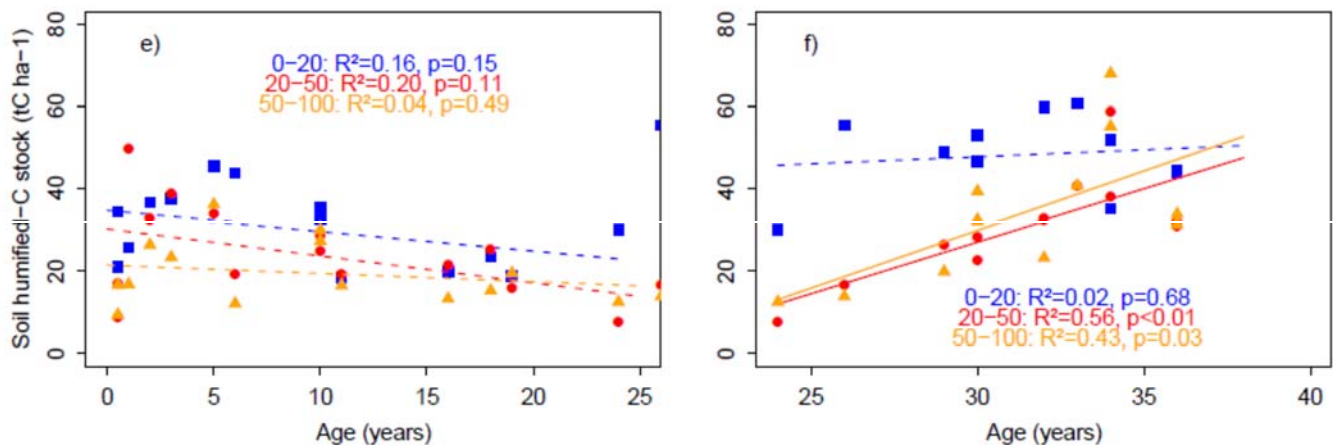 Soil humified-C stock (tC ha−1)
0
20
40
60
80
e)
0−20: R²=0.16, p=0.15
20−50: R²=0.20, p=0.11
50−100: R²=0.04, p=0.49
0
5
10
15
20
25
Age (years)
0
20
40
60
80
f)
0−20: R²=0.02, p=0.68
20−50: R²=0.56, p<0.01
50−100: R²=0.43, p=0.03
25
30
35
40
Age (years)